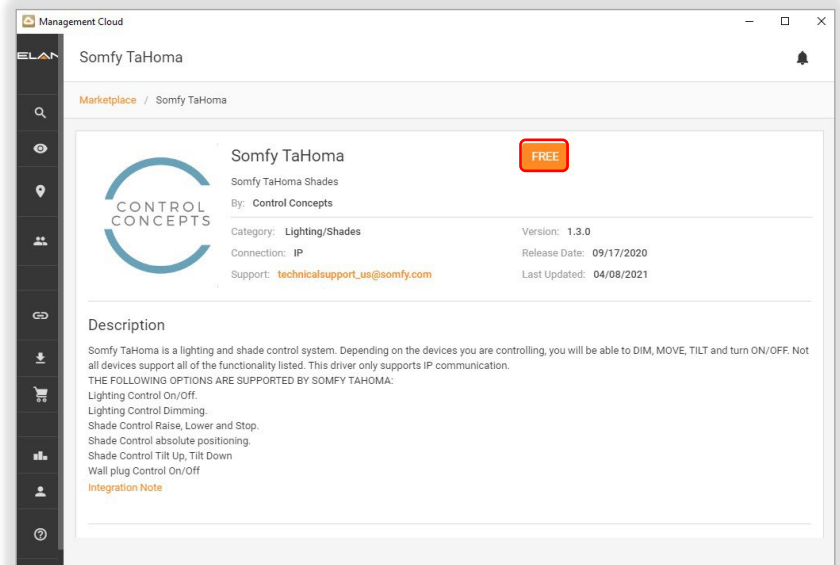 Management Cloud
ELAN
Somfy TaHoma
Marketplace / Somfy TaHoma
CONTROL
CONCEPTS
Somfy TaHoma
FREE
Somfy TaHoma Shades
By: Control Concepts
Category: Lighting/Shades
Version: 1.3.0
Connection: IP
Release Date: 09/17/2020
Support: technicalsupport_us@somfy.com
Last Updated: 04/08/2021
Description
Somfy TaHoma is a lighting and shade control system. Depending on the devices you are controlling, you will be able to DIM, MOVE, TILT and turn ON/OFF. Not
all devices support all of the functionality listed. This driver only supports IP communication.
THE FOLLOWING OPTIONS ARE SUPPORTED BY SOMFY TAHOMA:
Lighting Control On/Off.
Lighting Control Dimming.
Shade Control Raise, Lower and Stop.
Shade Control absolute positioning.
Shade Control Tilt Up, Tilt Down
Wall plug Control On/Off
Integration Note